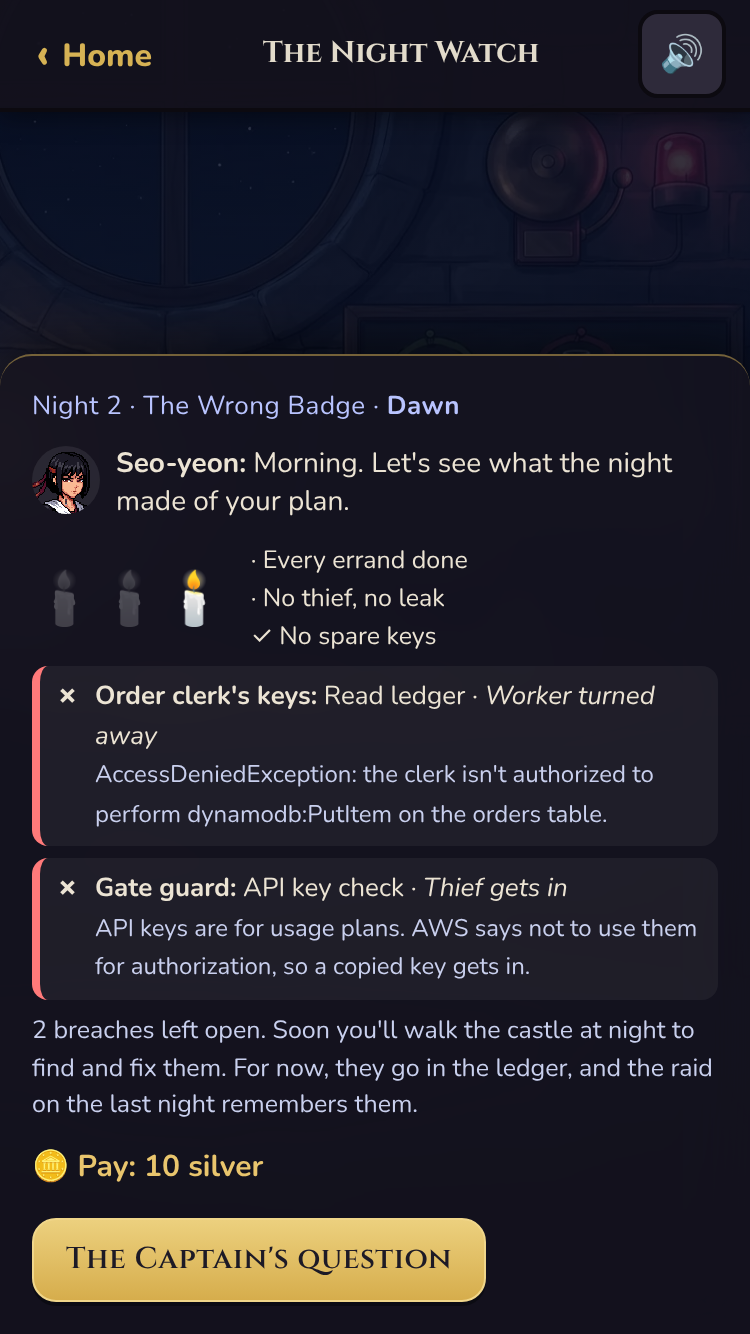 ‹ Home
The Night Watch
Night 2 · The Wrong Badge · Dawn
Seo-yeon: Morning. Let's see what the night
made of your plan.
· Every errand done
· No thief, no leak
✓ No spare keys
× Order clerk's keys: Read ledger · Worker turned
away
AccessDeniedException: the clerk isn't authorized to
perform dynamodb:PutItem on the orders table.
× Gate guard: API key check · Thief gets in
API keys are for usage plans. AWS says not to use them
for authorization, so a copied key gets in.
2 breaches left open. Soon you'll walk the castle at night to
find and fix them. For now, they go in the ledger, and the raid
on the last night remembers them.
Pay: 10 silver
The Captain's question